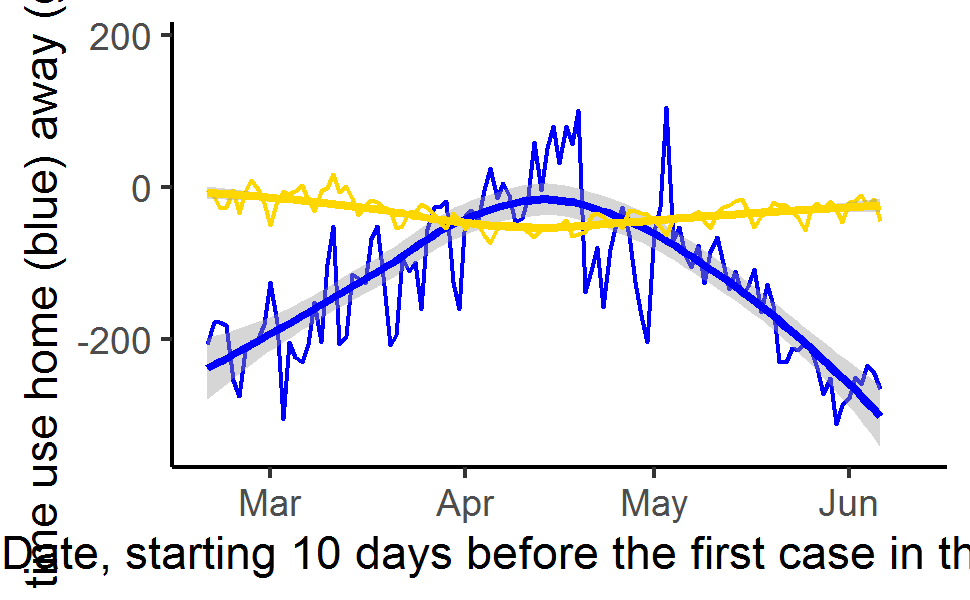 time use home (blue) away (
200
0
-200
Mar Apr May Jun
Date, starting 10 days before the first case in th